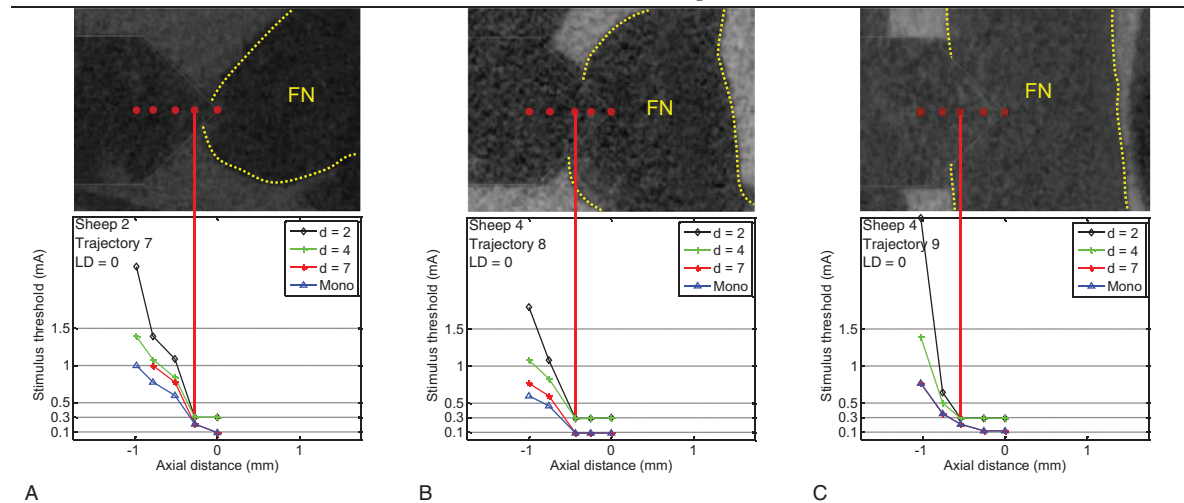 FN
FN
FN
Sheep 2
Trajectory 7
LD = 0
d = 2
d = 4
d = 7
Mono
Stimulus threshold (mA)
1.5
1
0.5
0.3
0.1
-1
0
1
Axial distance (mm)
A
Sheep 4
Trajectory 8
LD = 0
d = 2
d = 4
d = 7
Mono
Stimulus threshold (mA)
1.5
1
0.5
0.3
0.1
-1
0
1
Axial distance (mm)
B
Sheep 4
Trajectory 9
LD = 0
d = 2
d = 4
d = 7
Mono
Stimulus threshold (mA)
1.5
1
0.5
0.3
0.1
-1
0
1
Axial distance (mm)
C